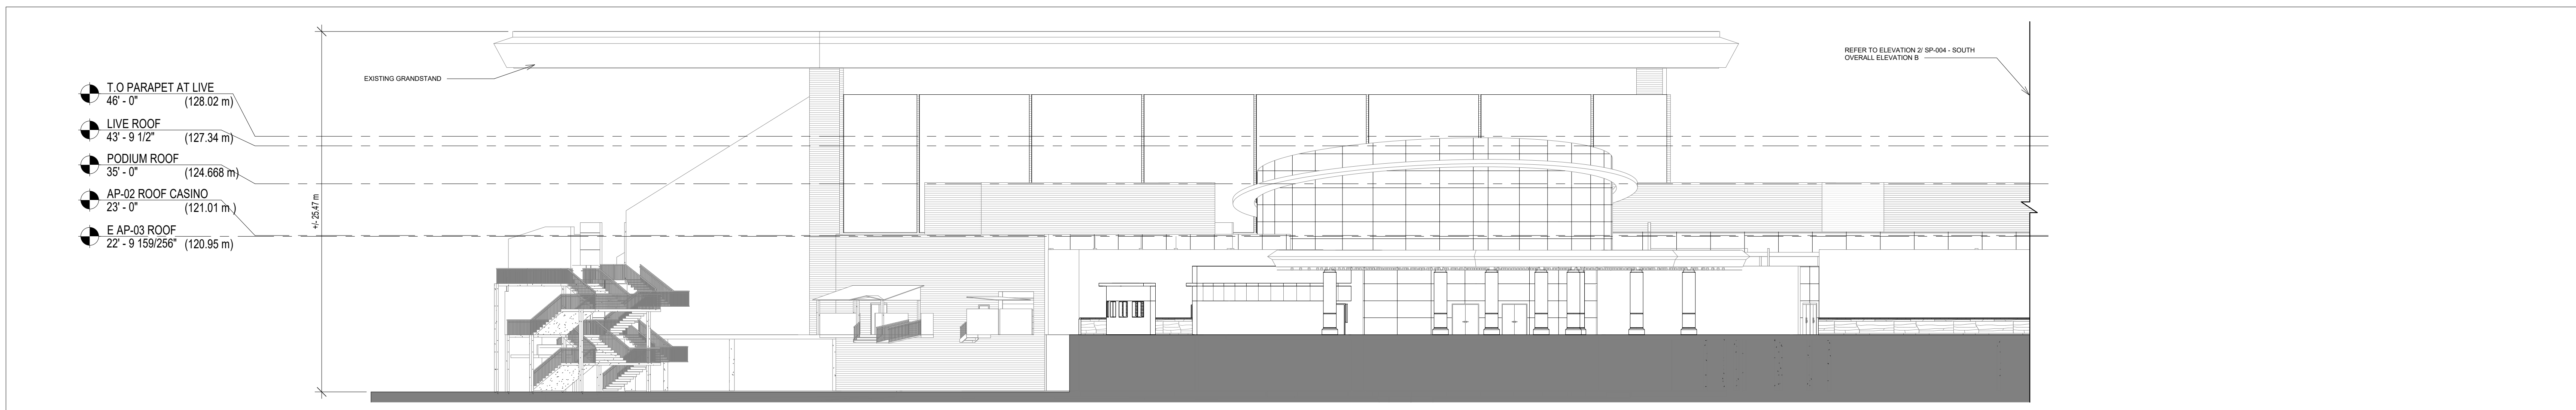 T.O PARAPET AT LIVE
46' - 0" (128.02 m)
LIVE ROOF
43' - 9 1/2" (127.34 m)
PODIUM ROOF
35' - 0" (124.668 m)
AP-02 ROOF CASINO
23' - 0" (121.01 m )
E AP-03 ROOF
22' - 9 159/256" (120.95 m)
+/- 25.47 m
EXISTING GRANDSTAND
REFER TO ELEVATION 2/ SP-004 - SOUTH
OVERALL ELEVATION B